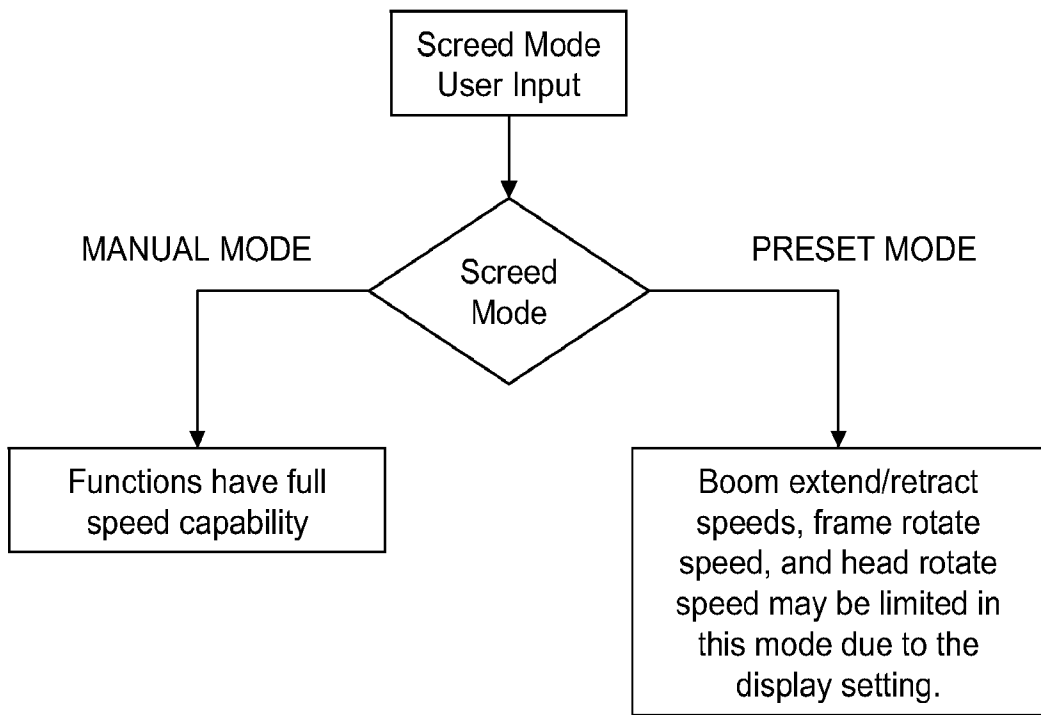 Screed Mode
User Input
MANUAL MODE
PRESET MODE
Screed
Mode
Functions have full
speed capability
Boom extend/retract
speeds, frame rotate
speed, and head rotate
speed may be limited in
this mode due to the
display setting.